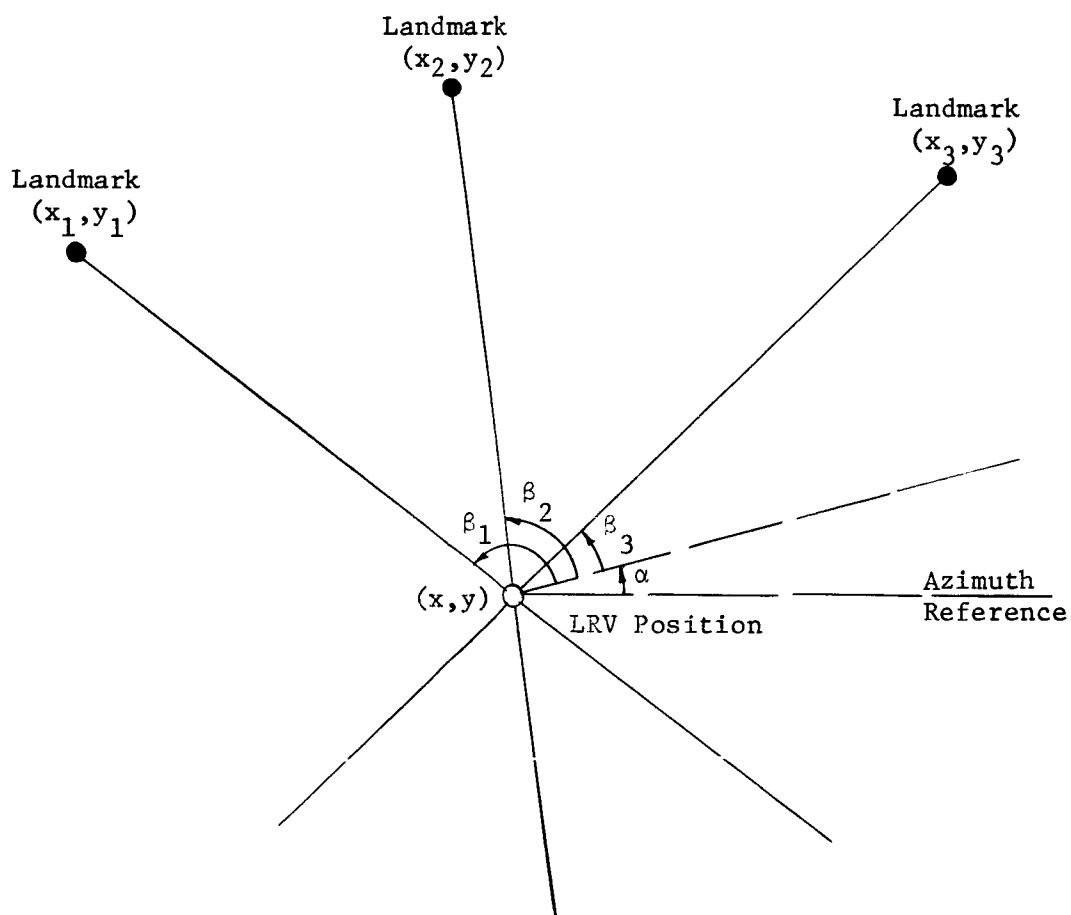 Landmark
(x₂,y₂)
Landmark
(x₃,y₃)
Landmark
(x₁,y₁)
β₂
β₁
β₃
α
(x,y)
Azimuth
Reference
LRV Position